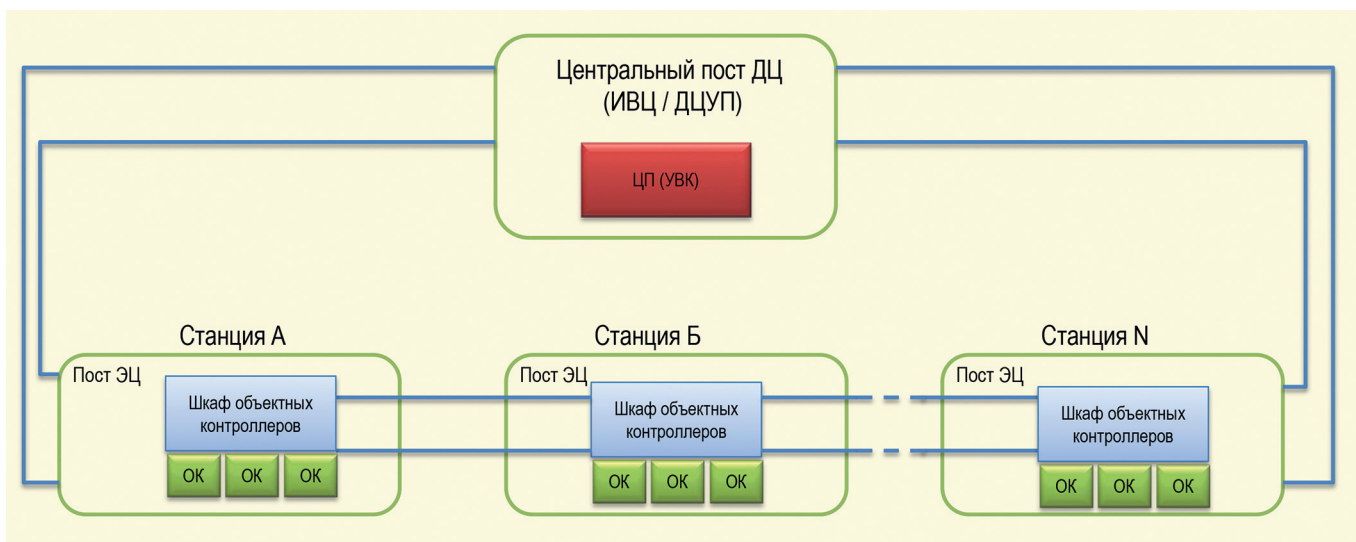 Центральный пост ДЦ
(ИВЦ / ДЦУП)
ЦП (УВК)
Станция А
Станция Б
Станция N
Пост ЭЦ
Шкаф объектных
контроллеров
ОК
ОК
ОК
Пост ЭЦ
Шкаф объектных
контроллеров
ОК
ОК
ОК
Пост ЭЦ
Шкаф объектных
контроллеров
ОК
ОК
ОК